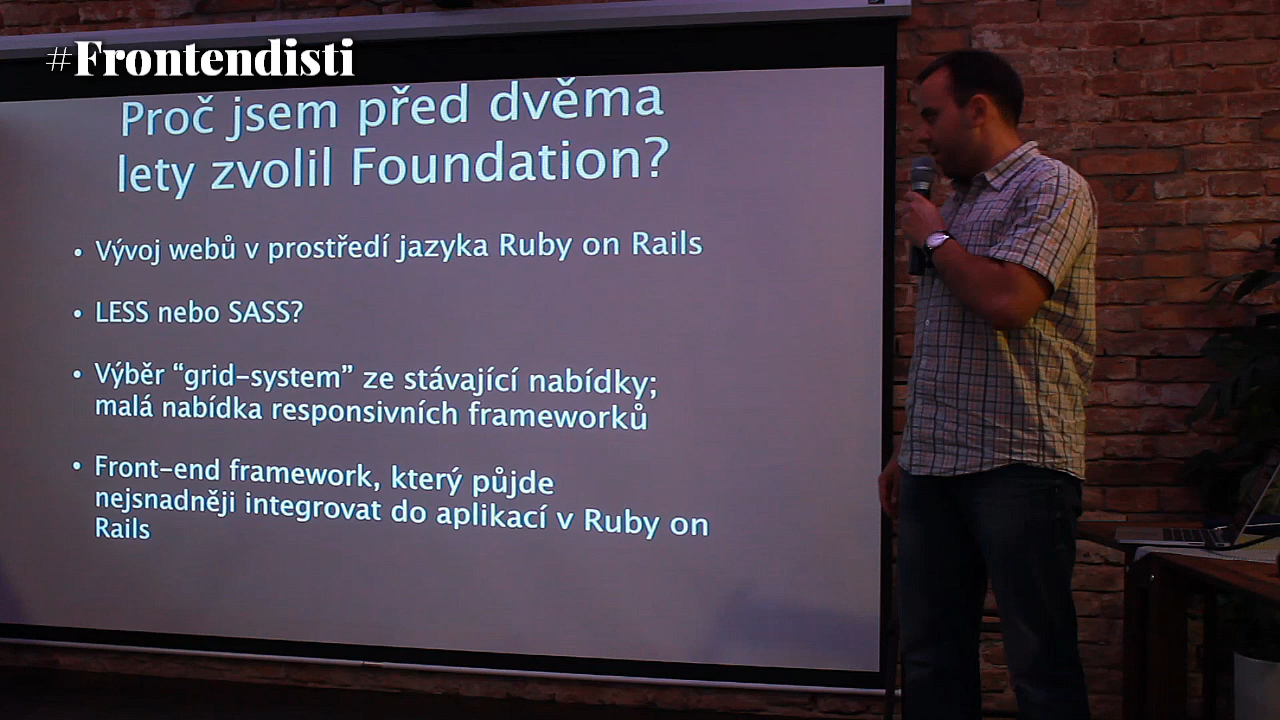 #Frontendisti
Proč jsem před dvěma
lety zvolil Foundation?
• Vývoj webů v prostředí jazyka Ruby on Rails
• LESS nebo SASS?
• Výběr “grid-system” ze stávající nabídky;
malá nabídka responsivních frameworků
• Front-end framework, který půjde
nejsnadněji integrovat do aplikací v Ruby on
Rails